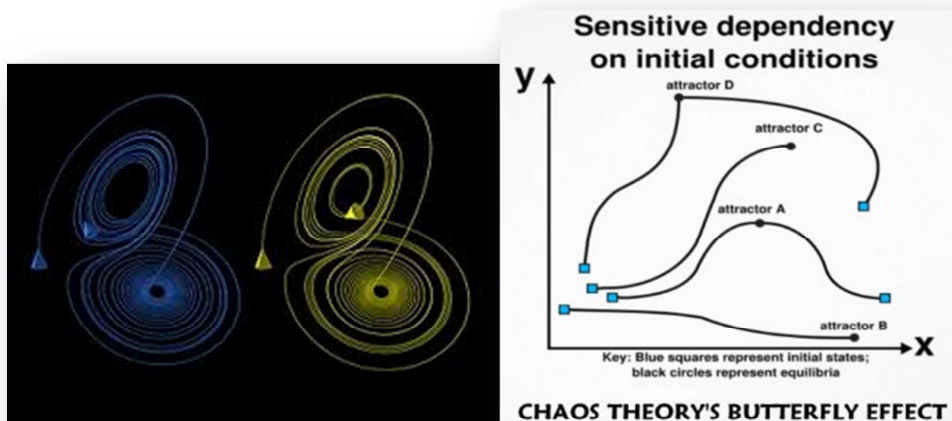 Sensitive dependency
on initial conditions
y
attractor D
attractor C
attractor A
attractor B
x
Key: Blue squares represent initial states;
black circles represent equilibria
CHAOS THEORY'S BUTTERFLY EFFECT